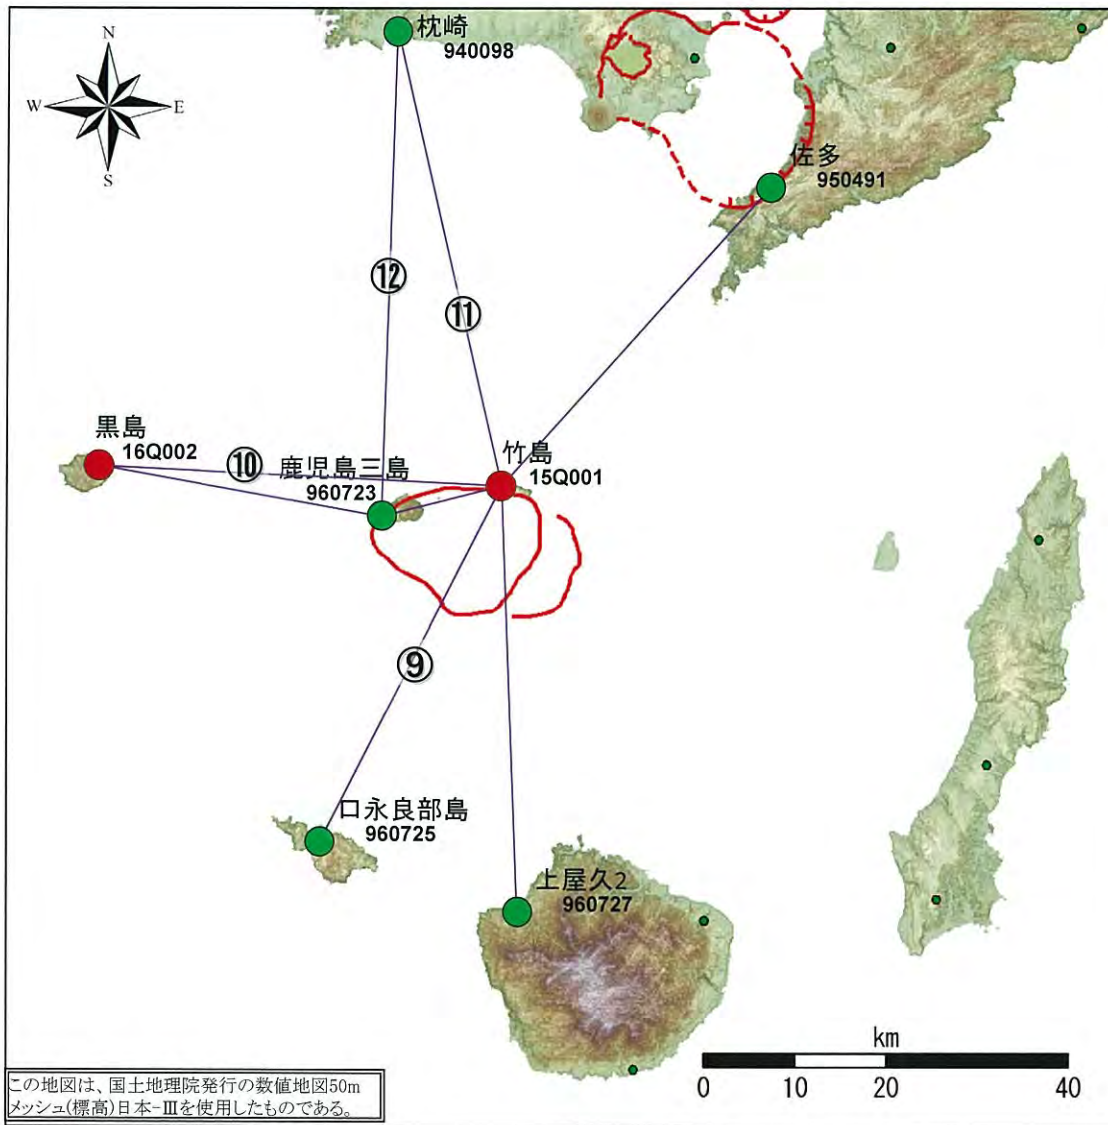 枕崎
940098
N
W
E
S
佐多
950491
⑫
⑪
黒島
16Q002
⑩
鹿児島三島
960723
竹島
15Q001
⑨
口永良部島
960725
上屋久2
960727
km
0 10 20 40
この地図は、国土地理院発行の数値地図50m
メッシュ(標高)日本-Ⅲを使用したものである。